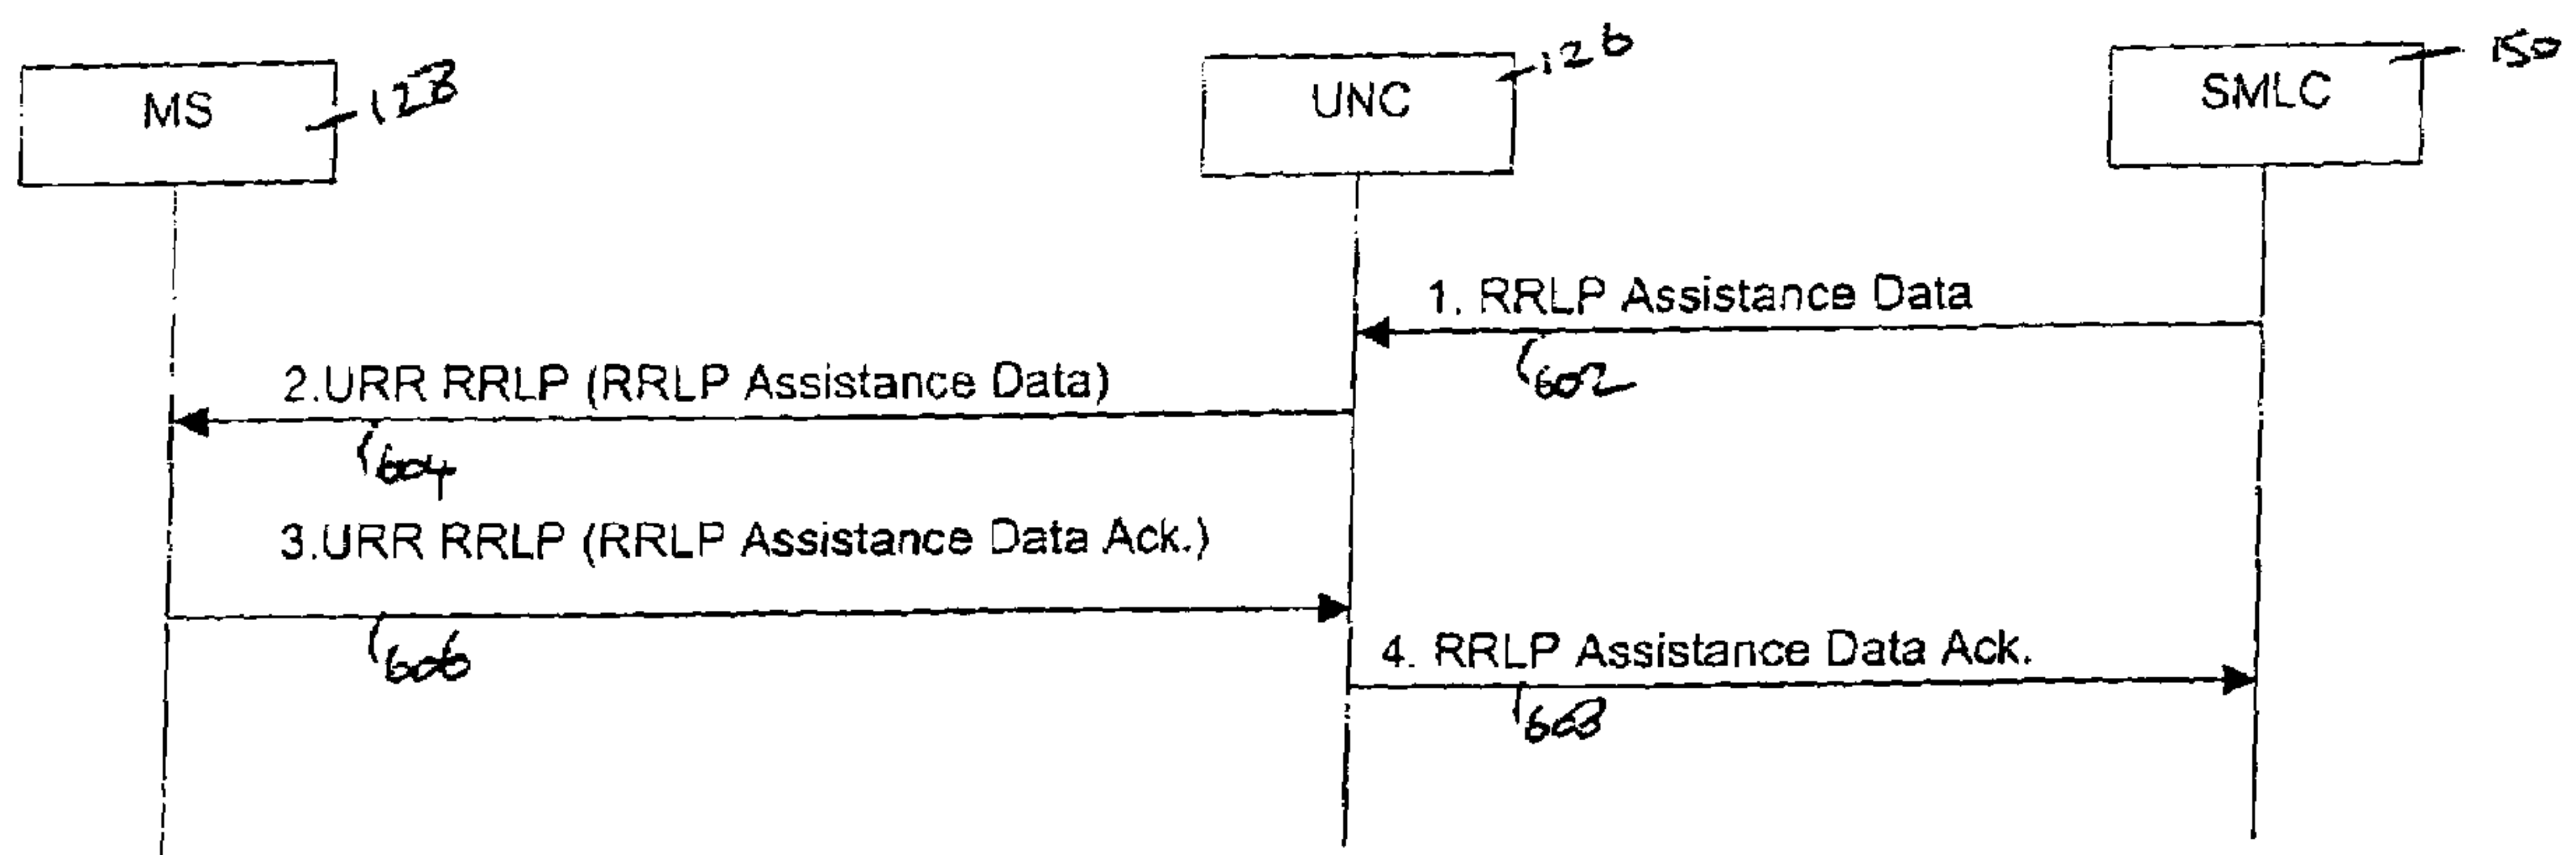 MS
128
UNC
126
SMLC
150
1. RRLP Assistance Data
602
2.URR RRLP (RRLP Assistance Data)
604
3.URR RRLP (RRLP Assistance Data Ack.)
606
4. RRLP Assistance Data Ack.
608